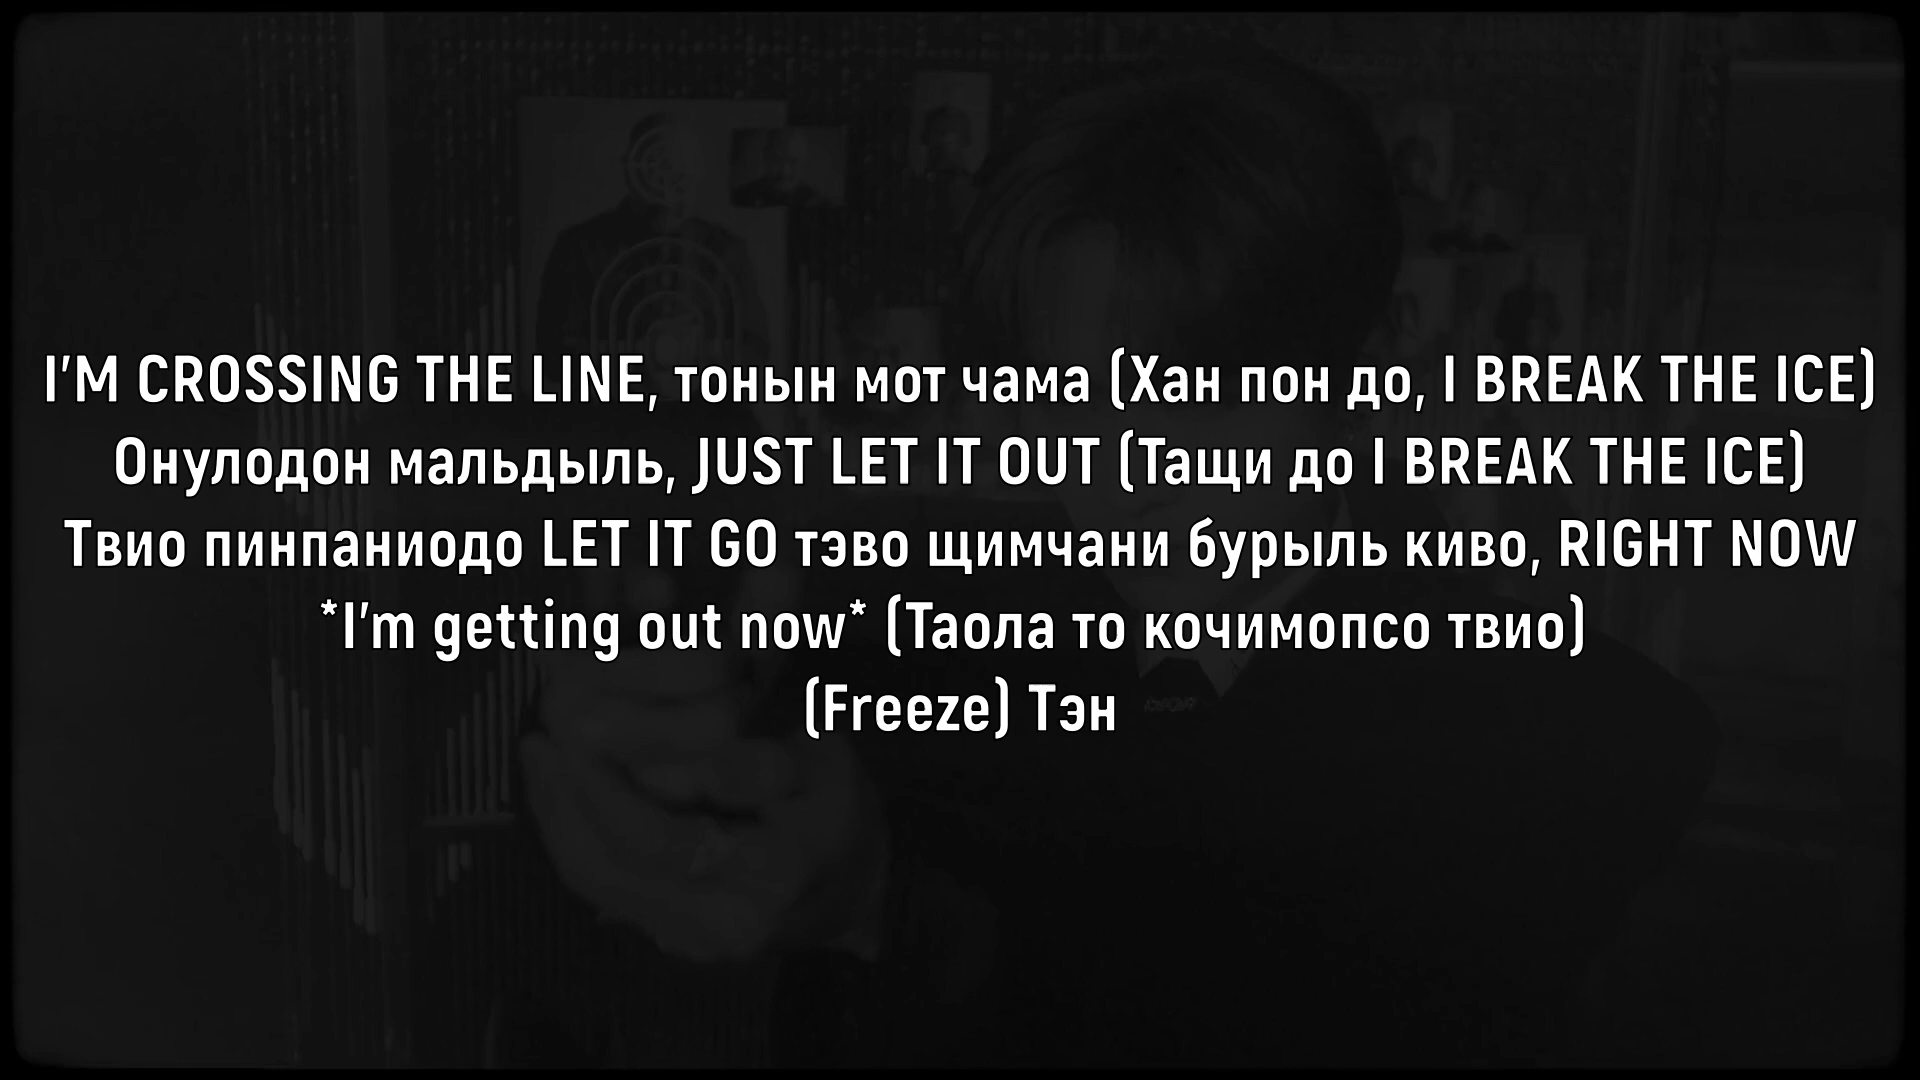 I'M CROSSING THE LINE, тонын мот чама (Хан пон до, I BREAK THE ICE)
Онулодон мальдыль, JUST LET IT OUT (Тащи до I BREAK THE ICE)
Твио пинпаниодо LET IT GO тэво щимчани бурыль киво, RIGHT NOW
*I'm getting out now* (Таола то кочимопсо твио)
(Freeze) Тэн